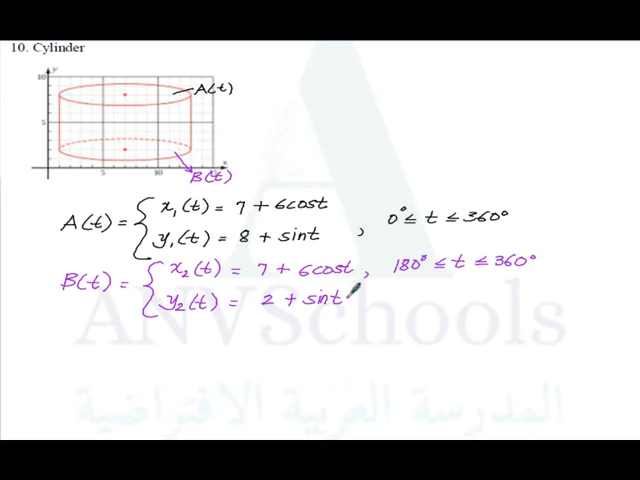 10. Cylinder
y
10
A(t)
5
x
5 10
B(t)
A(t) = { x₁(t) = 7 + 6cost
y₁(t) = 8 + sint , 0° ≤ t ≤ 360°
B(t) = { x₂(t) = 7 + 6cost , 180° ≤ t ≤ 360°
y₂(t) = 2 + sint
ANVSchools
المدرسة العربية الافتراضية